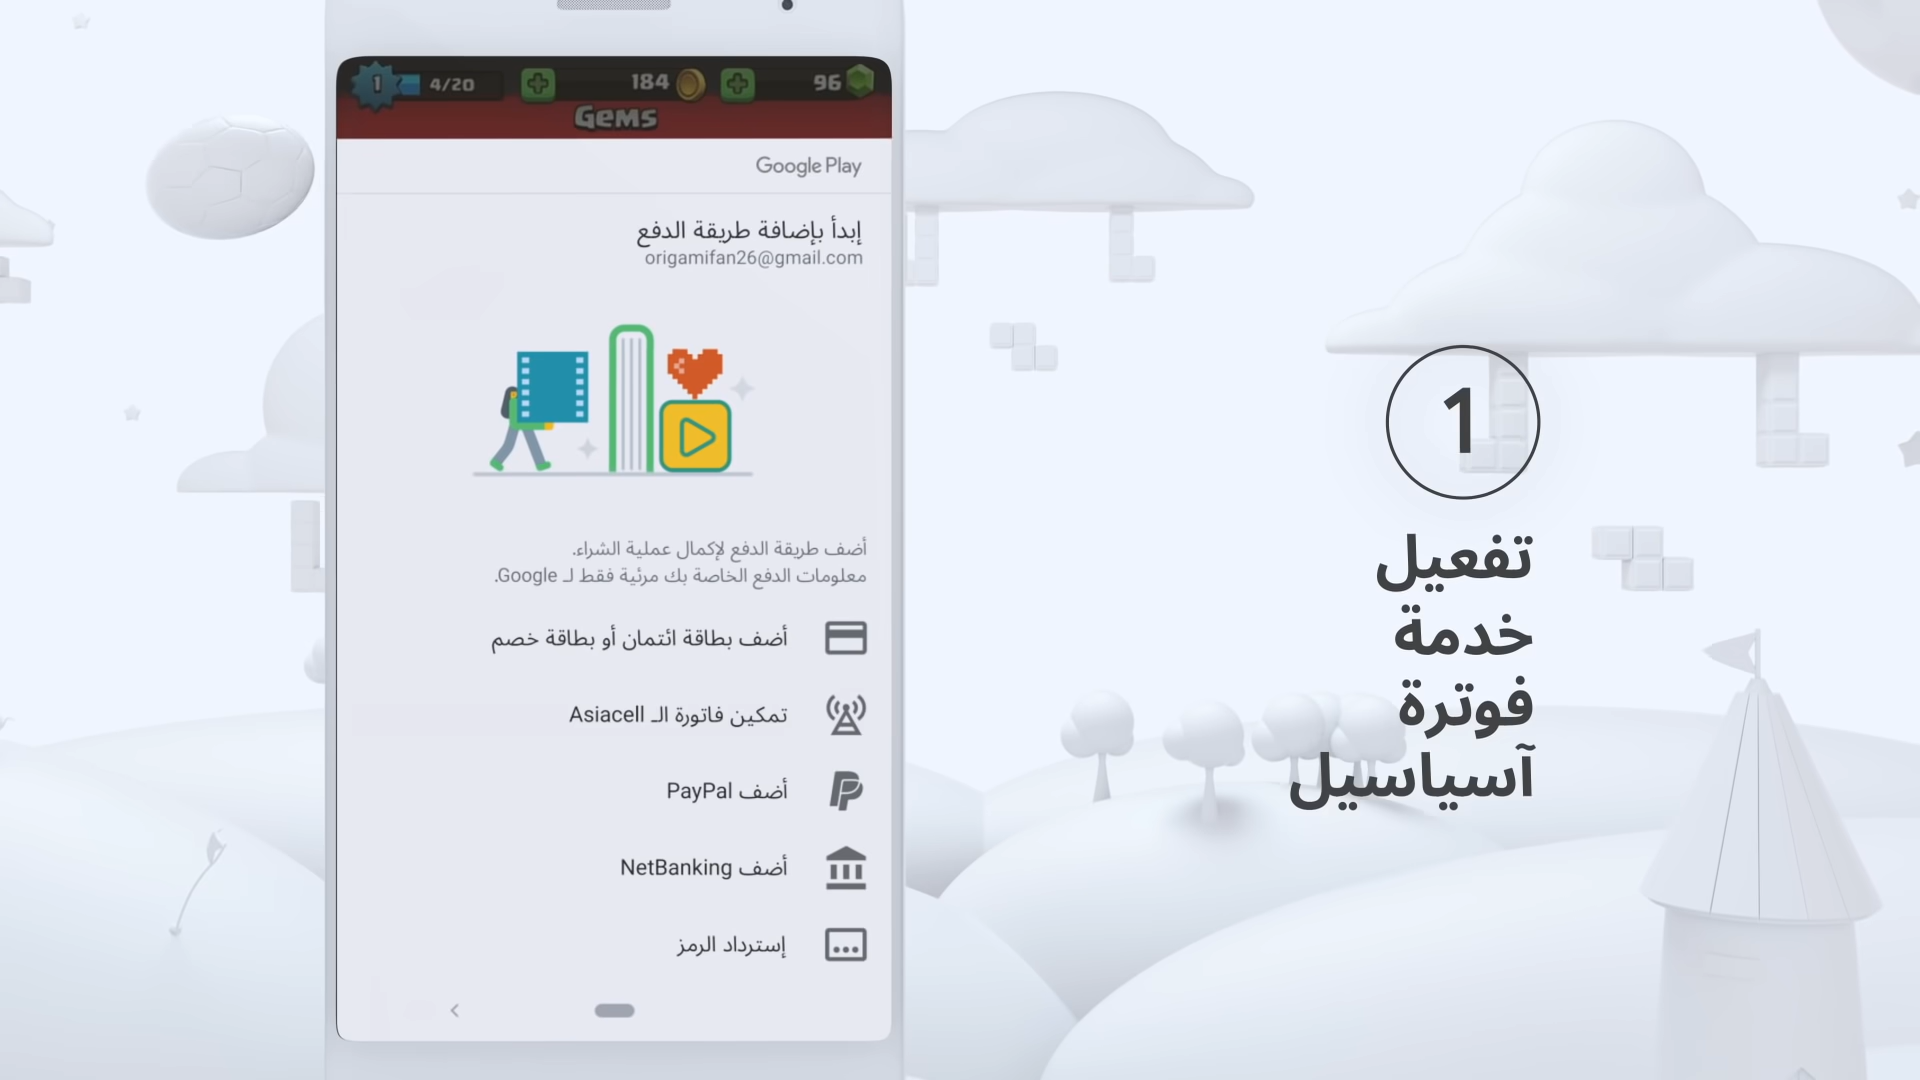 1
4/20
184
96
Gems
Google Play
إبدأ بإضافة طريقة الدفع
origamifan26@gmail.com
أضف طريقة الدفع لإكمال عملية الشراء.
معلومات الدفع الخاصة بك مرئية فقط لـ Google.
أضف بطاقة ائتمان أو بطاقة خصم
تمكين فاتورة الـ Asiacell
أضف PayPal
أضف NetBanking
إسترداد الرمز
1
تفعيل
خدمة
فوترة
آسياسيل